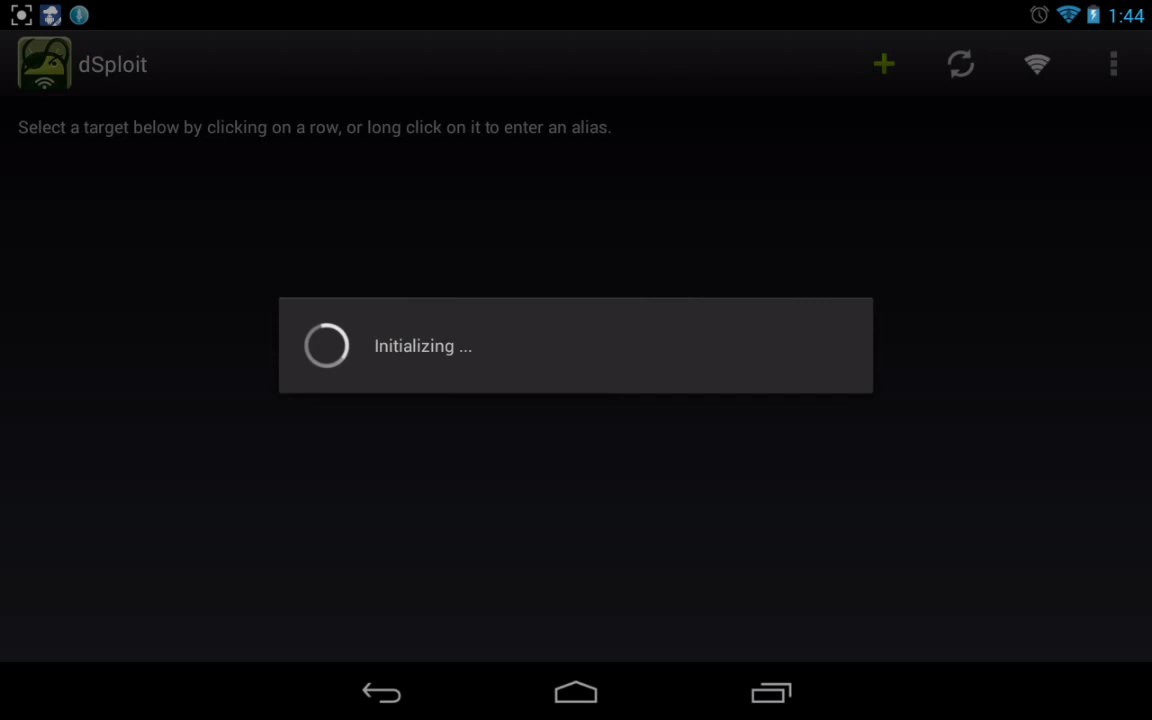 1:44
dSploit
Select a target below by clicking on a row, or long click on it to enter an alias.
Initializing ...